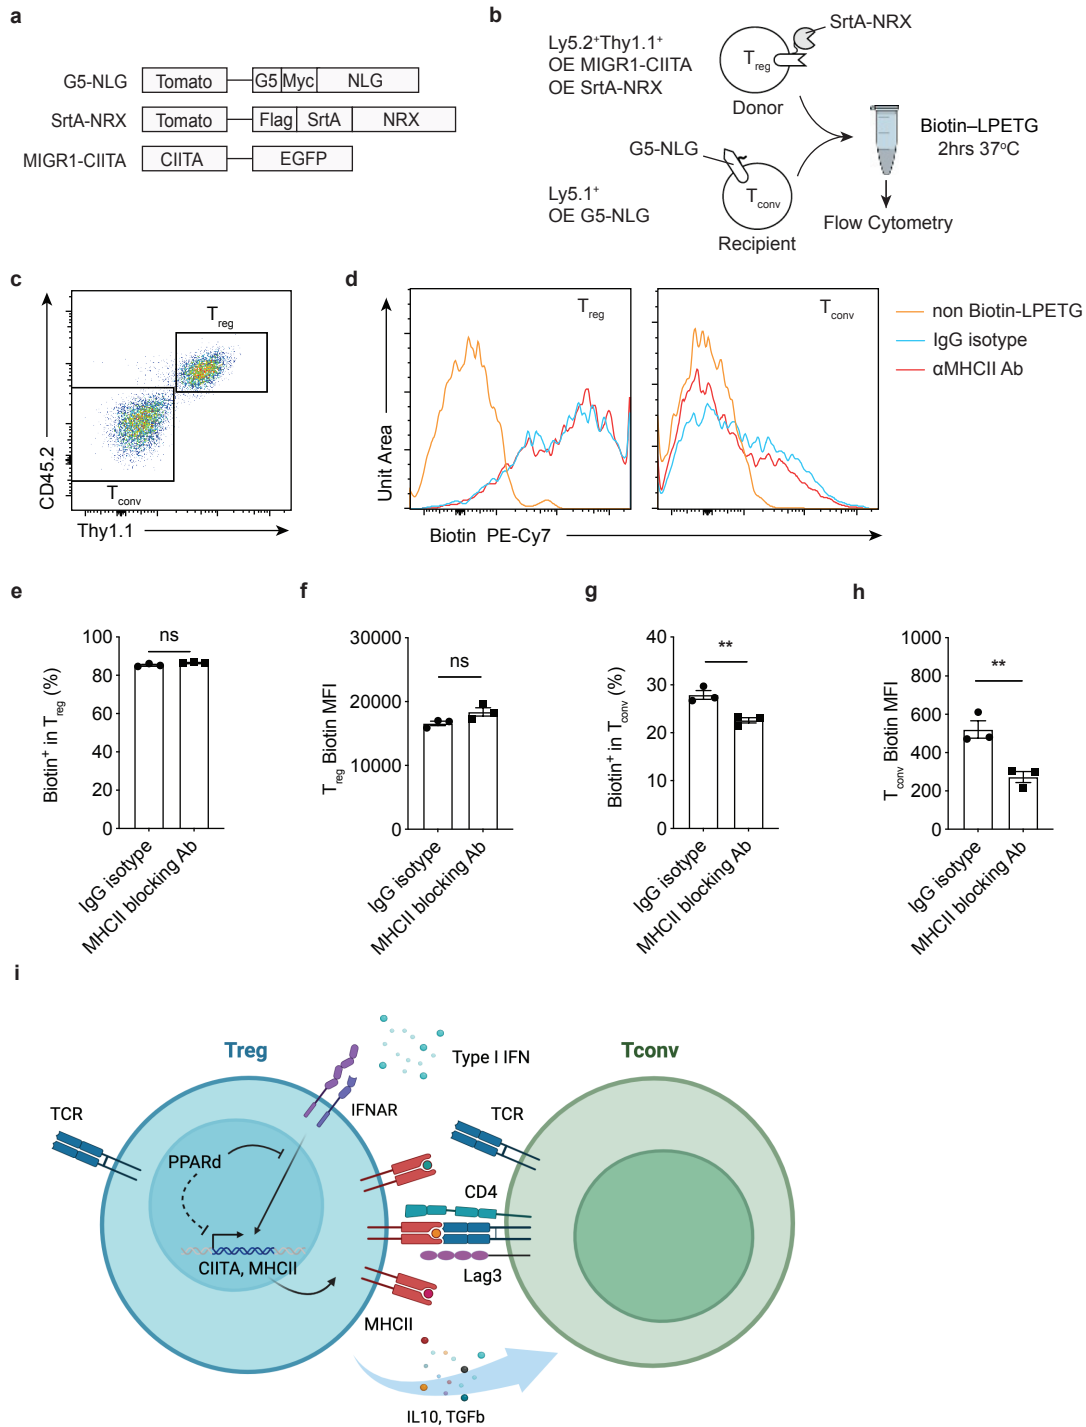 a
G5-NLG
Tomato
G5
Myc
NLG
SrtA-NRX
Tomato
Flag
SrtA
NRX
MIGR1-CIITA
CIITA
EGFP
b
Ly5.2⁺Thy1.1⁺
OE MIGR1-CIITA
OE SrtA-NRX
SrtA-NRX
Treg
Donor
G5-NLG
Ly5.1⁺
OE G5-NLG
Tconv
Recipient
Biotin–LPETG
2hrs 37ºC
Flow Cytometry
c
CD45.2
Treg
Tconv
Thy1.1
d
Unit Area
Treg
Tconv
Biotin PE-Cy7
non Biotin-LPETG
IgG isotype
αMHCII Ab
e
Biotin⁺ in Treg (%)
100
80
60
40
20
0
ns
IgG isotype
MHCII blocking Ab
f
Treg Biotin MFI
30000
20000
10000
0
ns
IgG isotype
MHCII blocking Ab
g
Biotin⁺ in Tconv (%)
40
30
20
10
0
**
IgG isotype
MHCII blocking Ab
h
Tconv Biotin MFI
1000
800
600
400
200
0
**
IgG isotype
MHCII blocking Ab
i
Treg
Type I IFN
Tconv
TCR
IFNAR
TCR
PPARd
CD4
CIITA, MHCII
Lag3
MHCII
IL10, TGFb